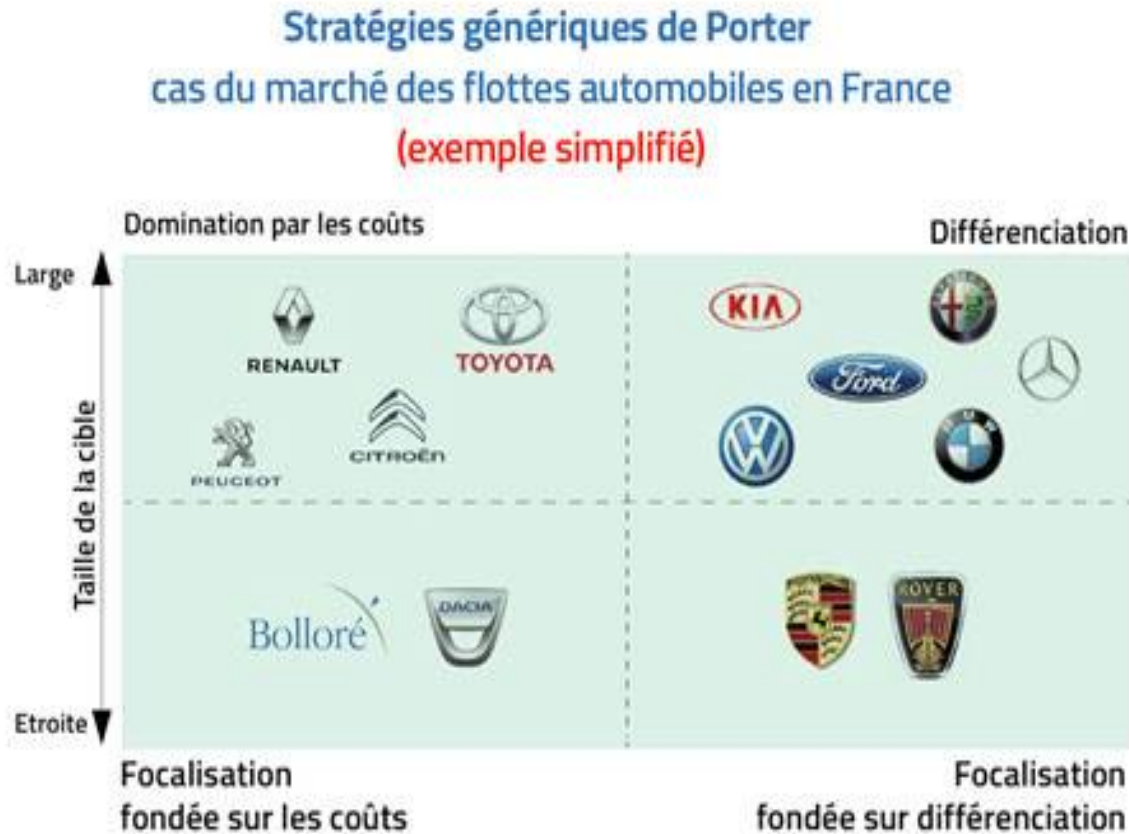 Stratégies génériques de Porter
cas du marché des flottes automobiles en France
(exemple simplifié)
Domination par les coûts
Différenciation
Large
Taille de la cible
Etroite
RENAULT
TOYOTA
PEUGEOT
CITROËN
KIA
Ford
BMW
Bolloré
DACIA
ROVER
Focalisation
fondée sur les coûts
Focalisation
fondée sur différenciation